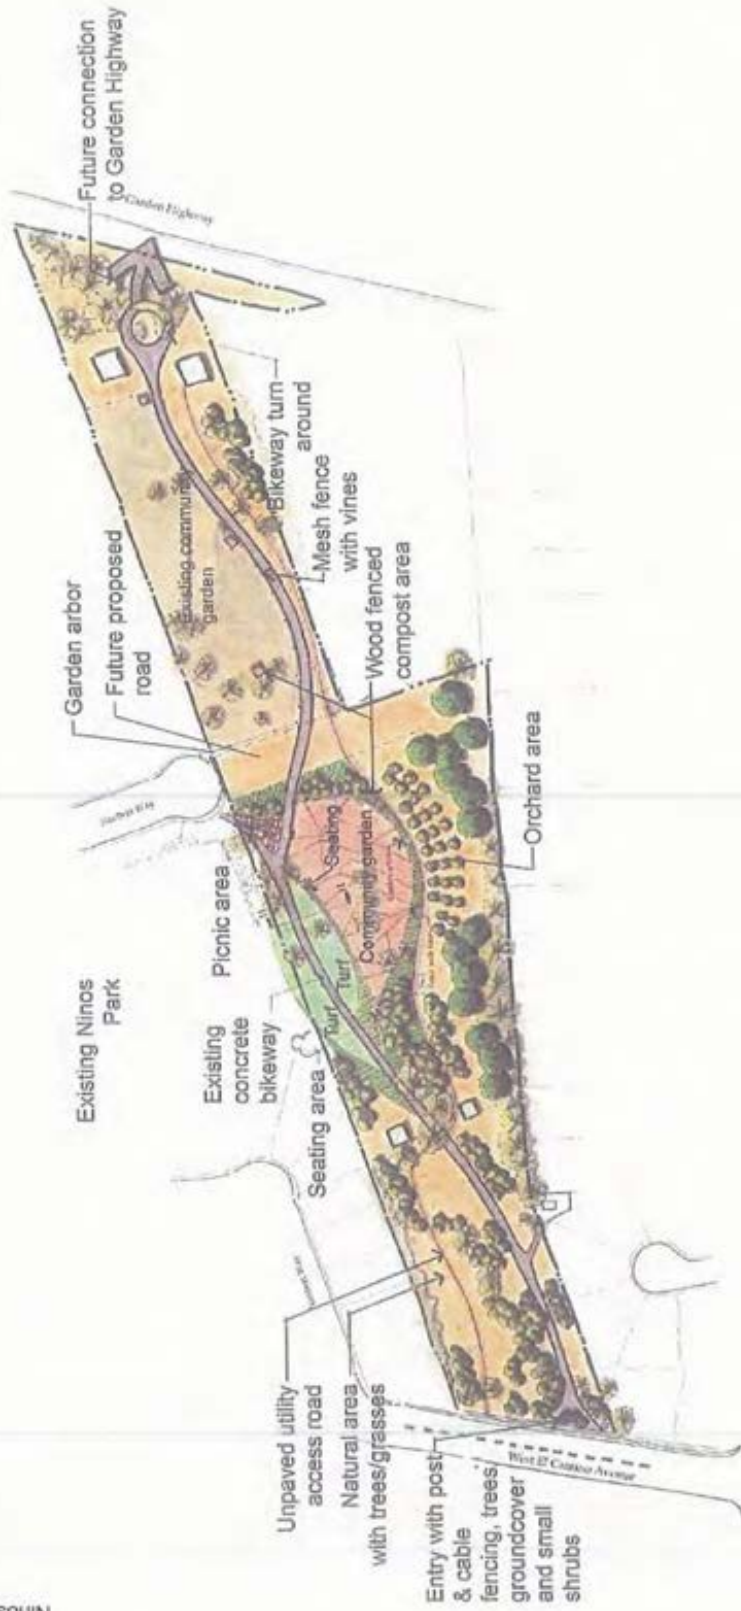 Future connection
to Garden Highway
Garden Highway
Garden arbor
Future proposed
road
Existing community
garden
Bikeway turn
around
Mesh fence
with vines
Wood fenced
compost area
Existing Ninos
Park
Picnic area
Existing
concrete
bikeway
Seating area
Turf
Turf
Seating
Community garden
Orchard area
Unpaved utility
access road
Natural area
with trees/grasses
Entry with post
& cable
fencing, trees,
groundcover
and small
shrubs
West El Camino Avenue
Ninos